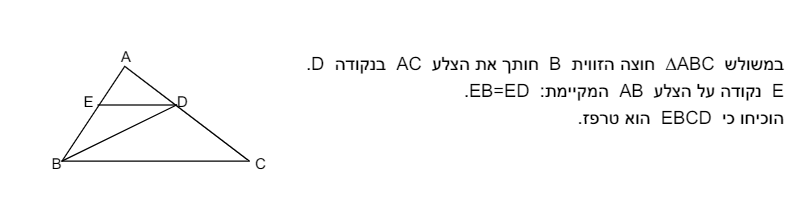 במשולש ΔABC חוצה הזווית B חותך את הצלע AC בנקודה D.
E נקודה על הצלע AB המקיימת: EB=ED.
הוכיחו כי EBCD הוא טרפז.
A
E
D
B
C